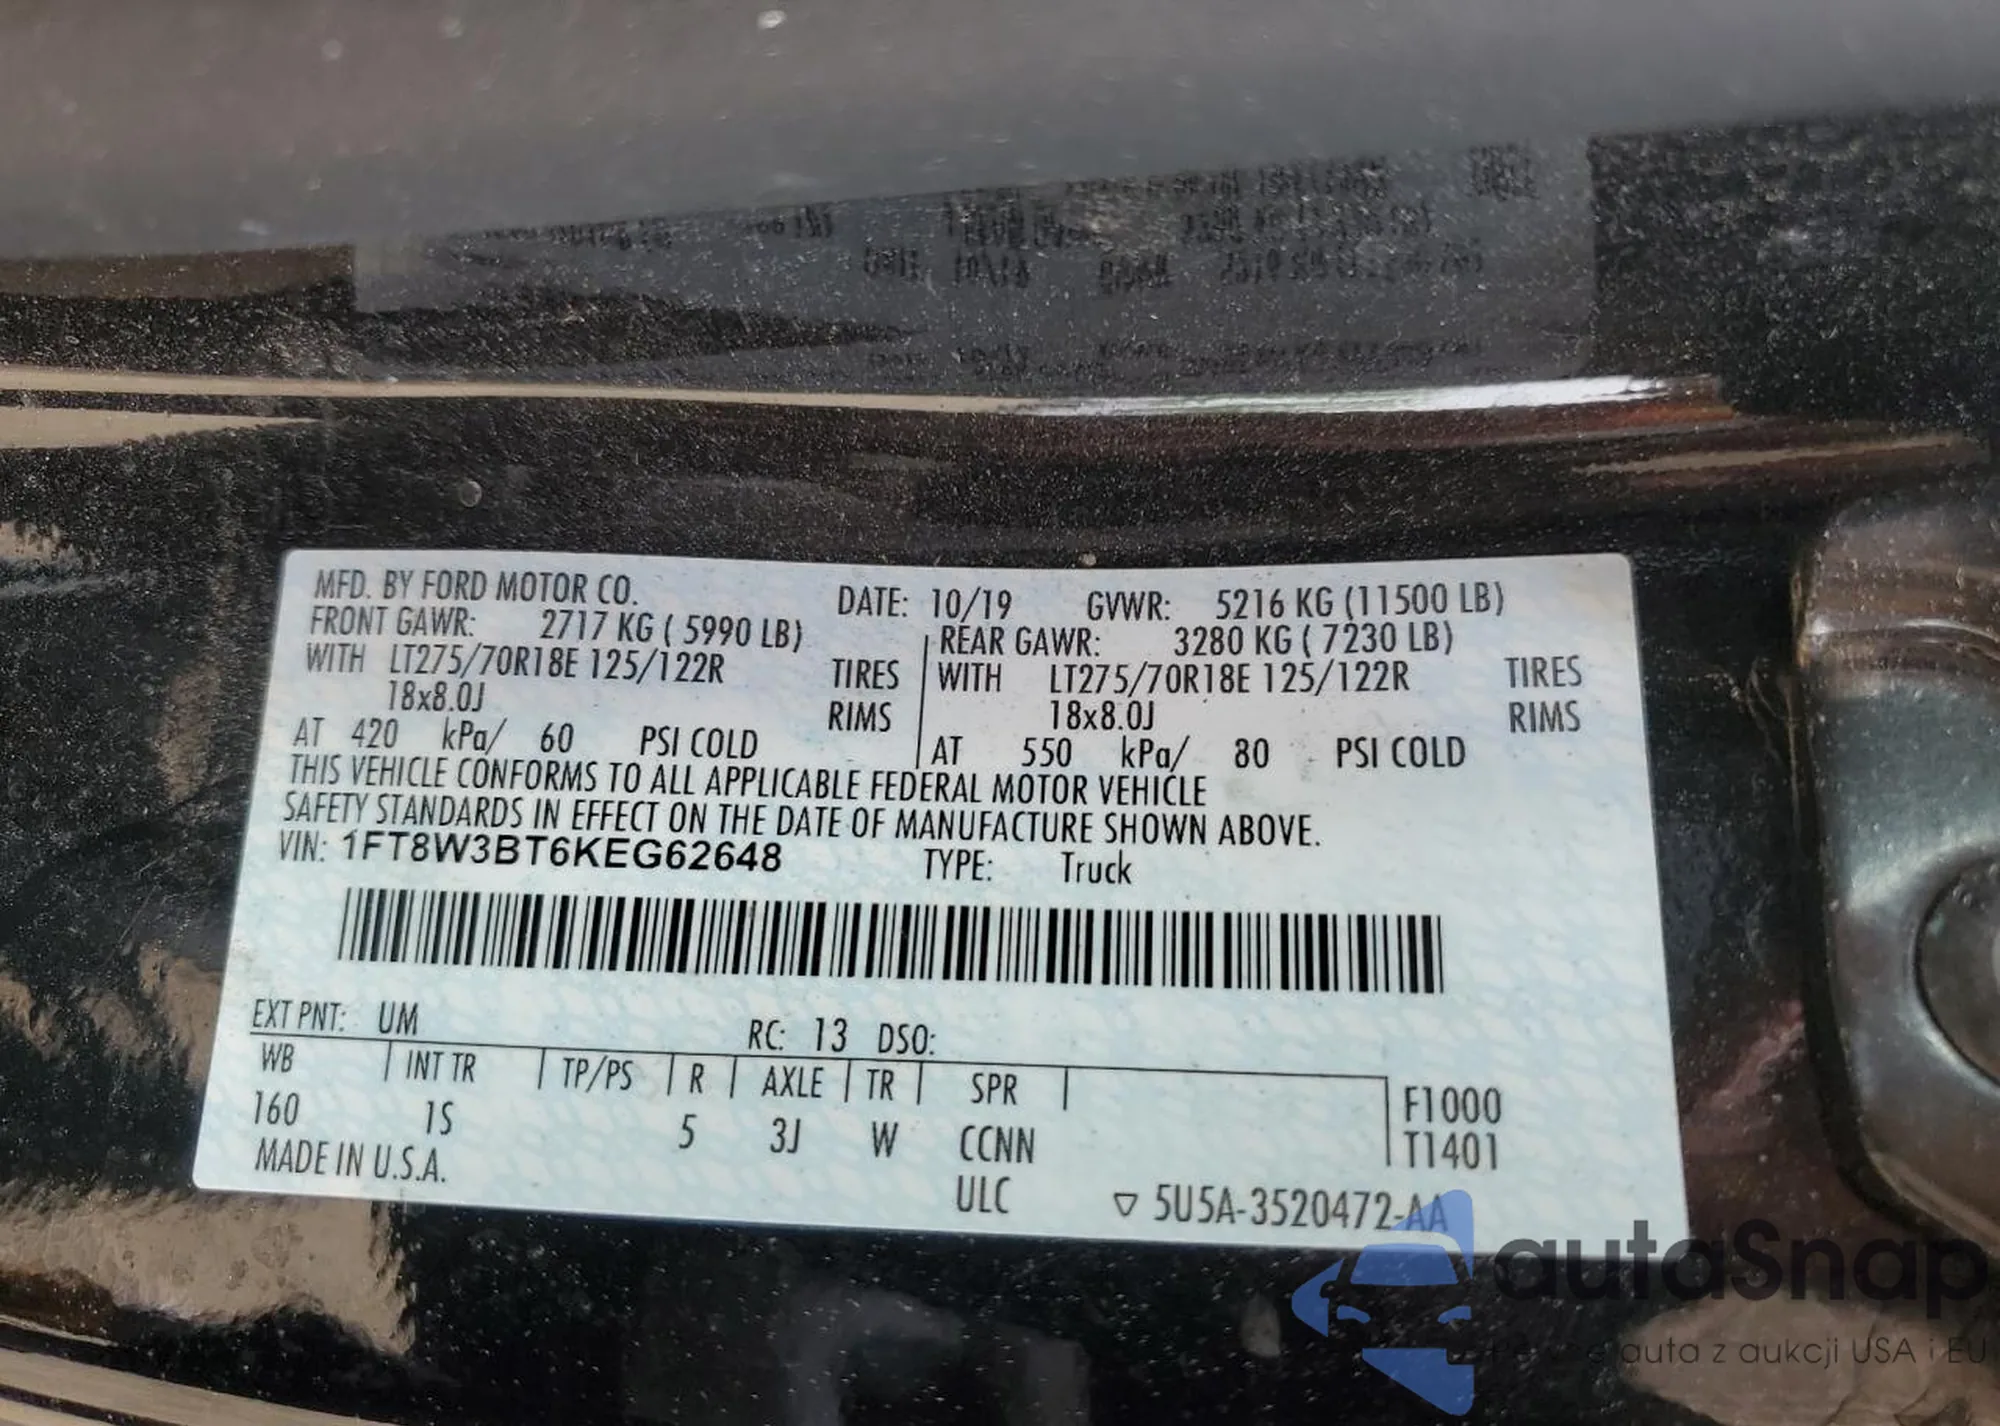 MFD. BY FORD MOTOR CO. DATE: 10/19 GVWR: 5216 KG (11500 LB)
FRONT GAWR: 2717 KG ( 5990 LB) REAR GAWR: 3280 KG ( 7230 LB)
WITH LT275/70R18E 125/122R TIRES WITH LT275/70R18E 125/122R TIRES
18x8.0J RIMS 18x8.0J RIMS
AT 420 kPa/ 60 PSI COLD AT 550 kPa/ 80 PSI COLD
THIS VEHICLE CONFORMS TO ALL APPLICABLE FEDERAL MOTOR VEHICLE
SAFETY STANDARDS IN EFFECT ON THE DATE OF MANUFACTURE SHOWN ABOVE.
VIN: 1FT8W3BT6KEG62648 TYPE: Truck
EXT PNT: UM RC: 13 DSO:
WB INT TR TP/PS R AXLE TR SPR F1000
160 1S 5 3J W CCNN T1401
MADE IN U.S.A. ULC ▽ 5U5A-3520472-AA
autaSnap
auta z aukcji USA i EU